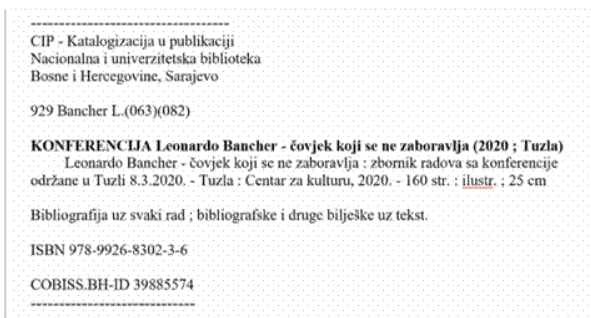 -----------------------------------
CIP - Katalogizacija u publikaciji
Nacionalna i univerzitetska biblioteka
Bosne i Hercegovine, Sarajevo
929 Bancher L.(063)(082)
KONFERENCIJA Leonardo Bancher - čovjek koji se ne zaboravlja (2020 ; Tuzla)
Leonardo Bancher - čovjek koji se ne zaboravlja : zbornik radova sa konferencije
održane u Tuzli 8.3.2020. - Tuzla : Centar za kulturu, 2020. - 160 str. : ilustr. ; 25 cm
Bibliografija uz svaki rad ; bibliografske i druge bilješke uz tekst.
ISBN 978-9926-8302-3-6
COBISS.BH-ID 39885574
-----------------------------